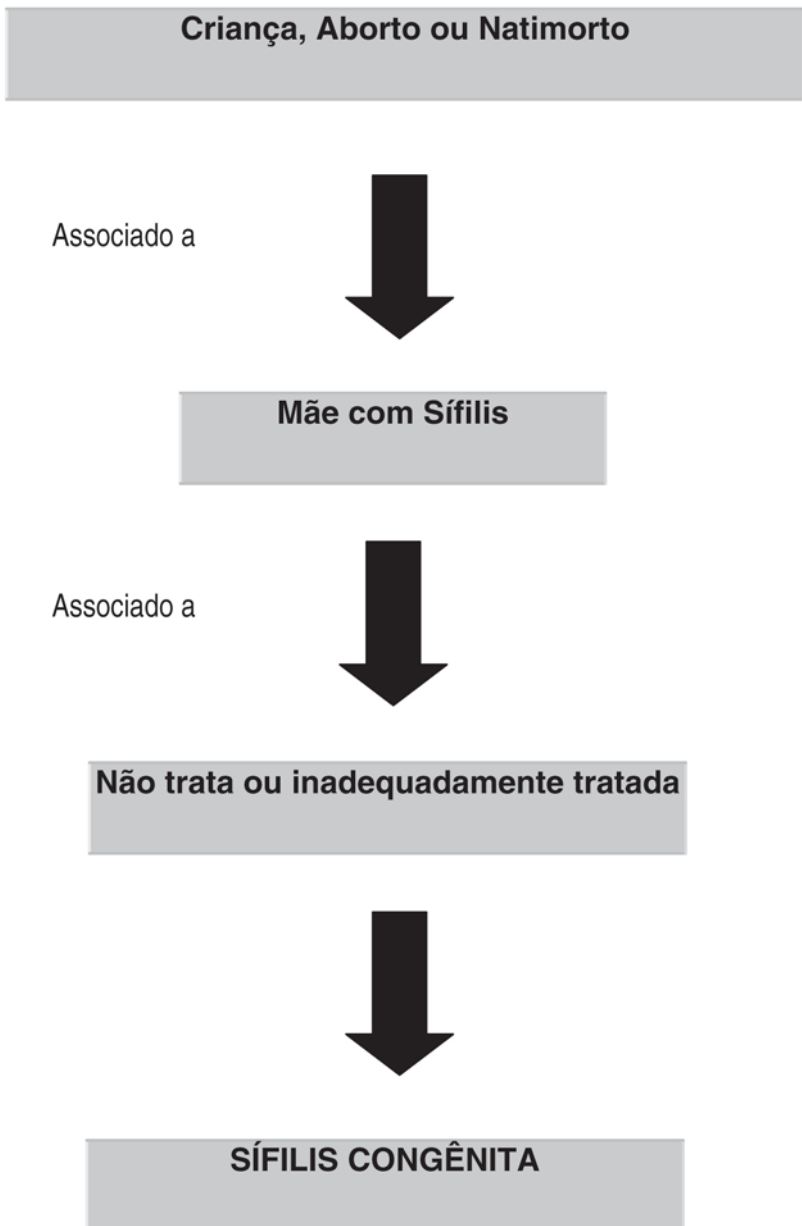 Criança, Aborto ou Natimorto
Associado a
Mãe com Sífilis
Associado a
Não trata ou inadequadamente tratada
SÍFILIS CONGÊNITA